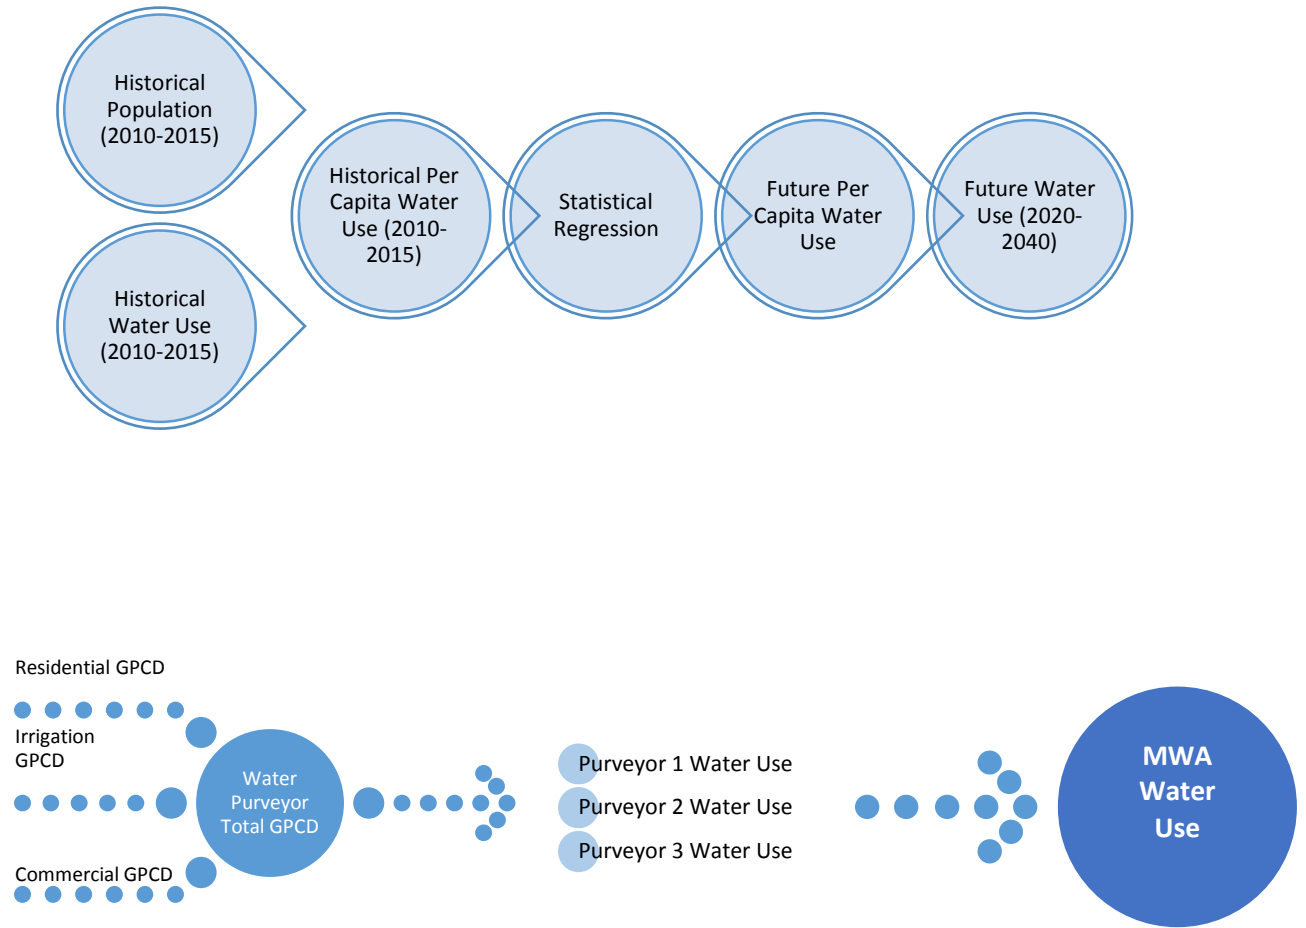 Historical
Population
(2010-2015)
Historical
Water Use
(2010-2015)
Historical Per
Capita Water
Use (2010-
2015)
Statistical
Regression
Future Per
Capita Water
Use
Future Water
Use (2020-
2040)
Residential GPCD
Irrigation
GPCD
Commercial GPCD
Water
Purveyor
Total GPCD
Purveyor 1 Water Use
Purveyor 2 Water Use
Purveyor 3 Water Use
MWA
Water
Use